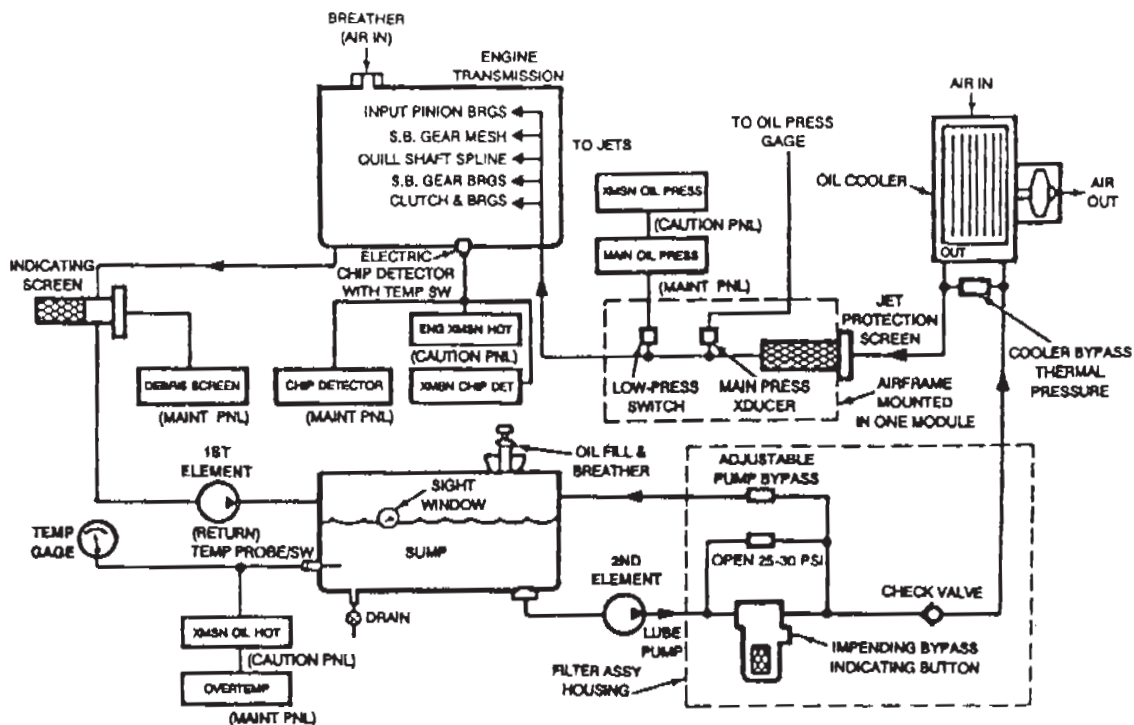 BREATHER
(AIR IN)
ENGINE
TRANSMISSION
INPUT PINION BRGS
S.B. GEAR MESH
QUILL SHAFT SPLINE
S.B. GEAR BRGS
CLUTCH & BRGS
TO JETS
TO OIL PRESS
GAGE
AIR IN
OIL COOLER
AIR
OUT
OUT
XMSN OIL PRESS
(CAUTION PNL)
MAIN OIL PRESS
(MAINT PNL)
INDICATING
SCREEN
ELECTRIC
CHIP DETECTOR
WITH TEMP SW
ENG XMSN HOT
(CAUTION PNL)
XMSN CHIP DET
DEBRIS SCREEN
(MAINT PNL)
CHIP DETECTOR
(MAINT PNL)
LOW-PRESS
SWITCH
MAIN PRESS
XDUCER
JET
PROTECTION
SCREEN
AIRFRAME
MOUNTED
IN ONE MODULE
COOLER BYPASS
THERMAL
PRESSURE
1ST
ELEMENT
(RETURN)
TEMP
GAGE
TEMP PROBE/SW
OIL FILL &
BREATHER
SIGHT
WINDOW
SUMP
DRAIN
XMSN OIL HOT
(CAUTION PNL)
OVERTEMP
(MAINT PNL)
2ND
ELEMENT
LUBE
PUMP
ADJUSTABLE
PUMP BYPASS
OPEN 25-30 PSI
CHECK VALVE
IMPENDING BYPASS
INDICATING BUTTON
FILTER ASSY
HOUSING